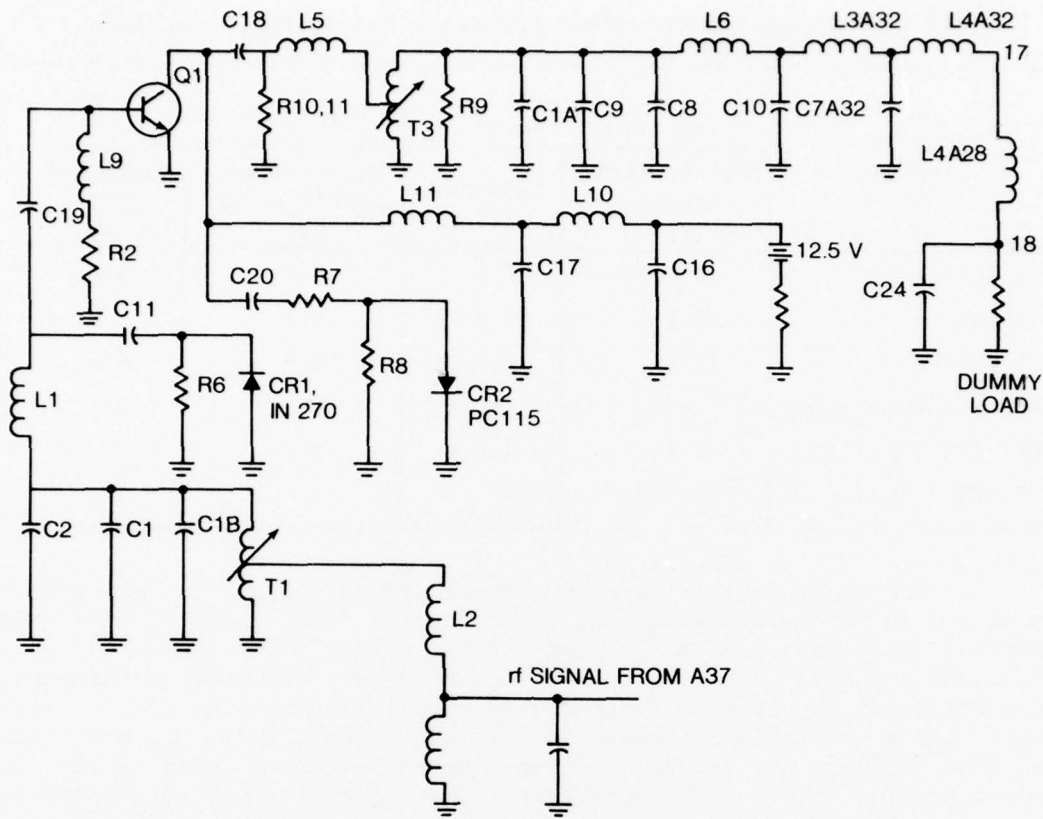 C18
L5
L6
L3A32
L4A32
17
Q1
R10,11
T3
R9
C1A
C9
C8
C10
C7A32
L9
L4A28
C19
R2
L11
L10
12.5 V
18
C17
C16
C24
C20
R7
C11
R6
CR1,
IN 270
R8
CR2
PC115
DUMMY
LOAD
L1
C2
C1
C1B
T1
L2
rf SIGNAL FROM A37